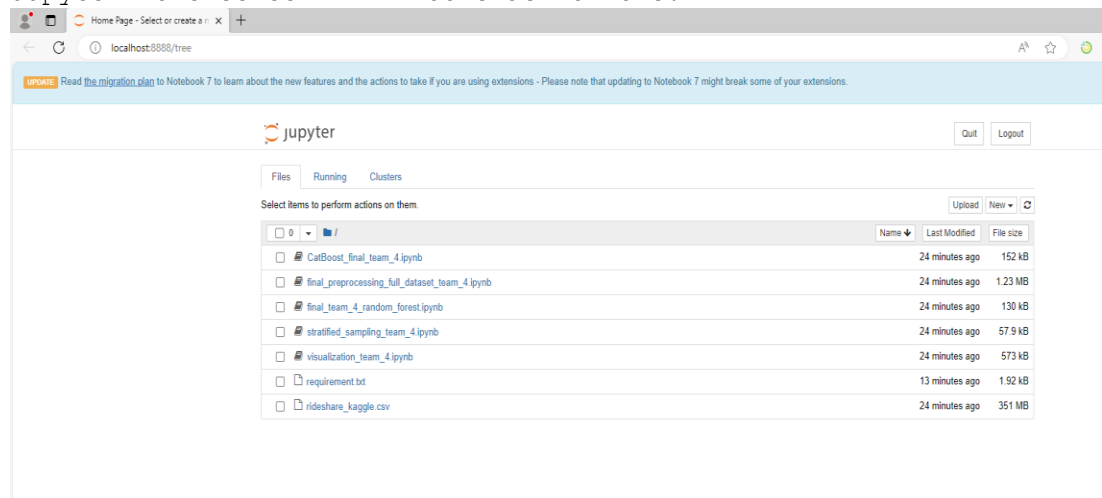 Home Page - Select or create a n
localhost:8888/tree
UPDATE Read the migration plan to Notebook 7 to learn about the new features and the actions to take if you are using extensions - Please note that updating to Notebook 7 might break some of your extensions.
jupyter Quit Logout
Files Running Clusters
Select items to perform actions on them. Upload New
0 / Name Last Modified File size
CatBoost_final_team_4.ipynb 24 minutes ago 152 kB
final_preprocessing_full_dataset_team_4.ipynb 24 minutes ago 1.23 MB
final_team_4_random_forest.ipynb 24 minutes ago 130 kB
stratified_sampling_team_4.ipynb 24 minutes ago 57.9 kB
visualization_team_4.ipynb 24 minutes ago 573 kB
requirement.txt 13 minutes ago 1.92 kB
rideshare_kaggle.csv 24 minutes ago 351 MB